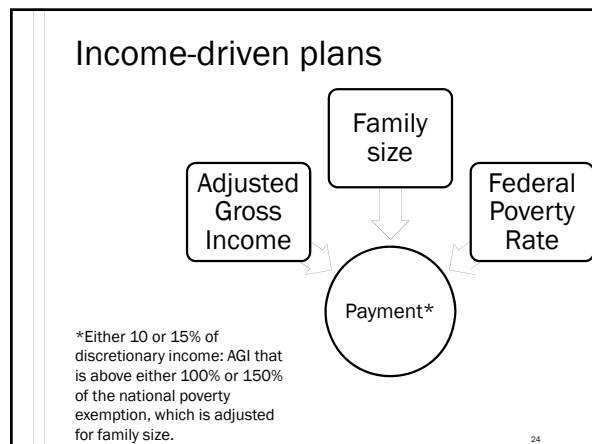 Income-driven plans
Family
size
Adjusted
Gross
Income
Federal
Poverty
Rate
Payment*
*Either 10 or 15% of
discretionary income: AGI that
is above either 100% or 150%
of the national poverty
exemption, which is adjusted
for family size.
24